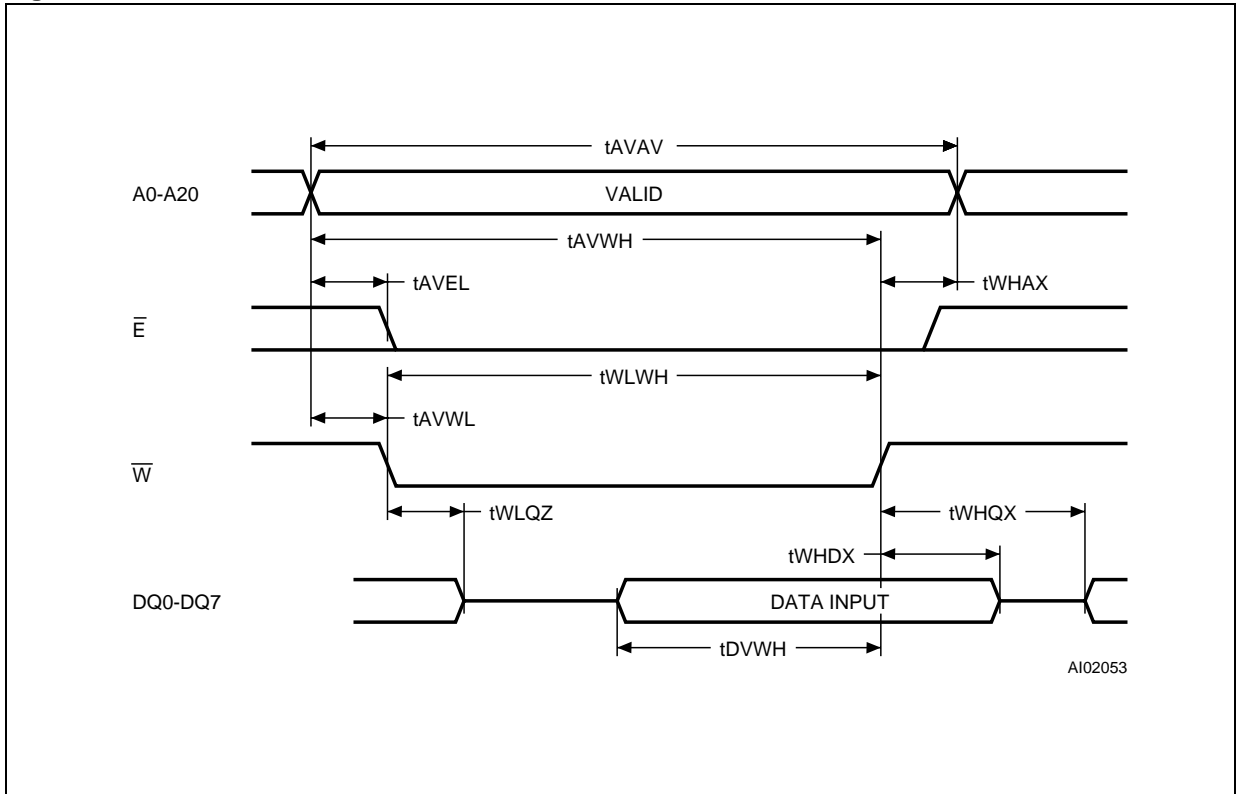 tAVAV
A0-A20
VALID
tAVWH
tAVEL
tWHAX
E̅
tWLWH
tAVWL
W̅
tWLQZ
tWHQX
tWHDX
DQ0-DQ7
DATA INPUT
tDVWH
AI02053